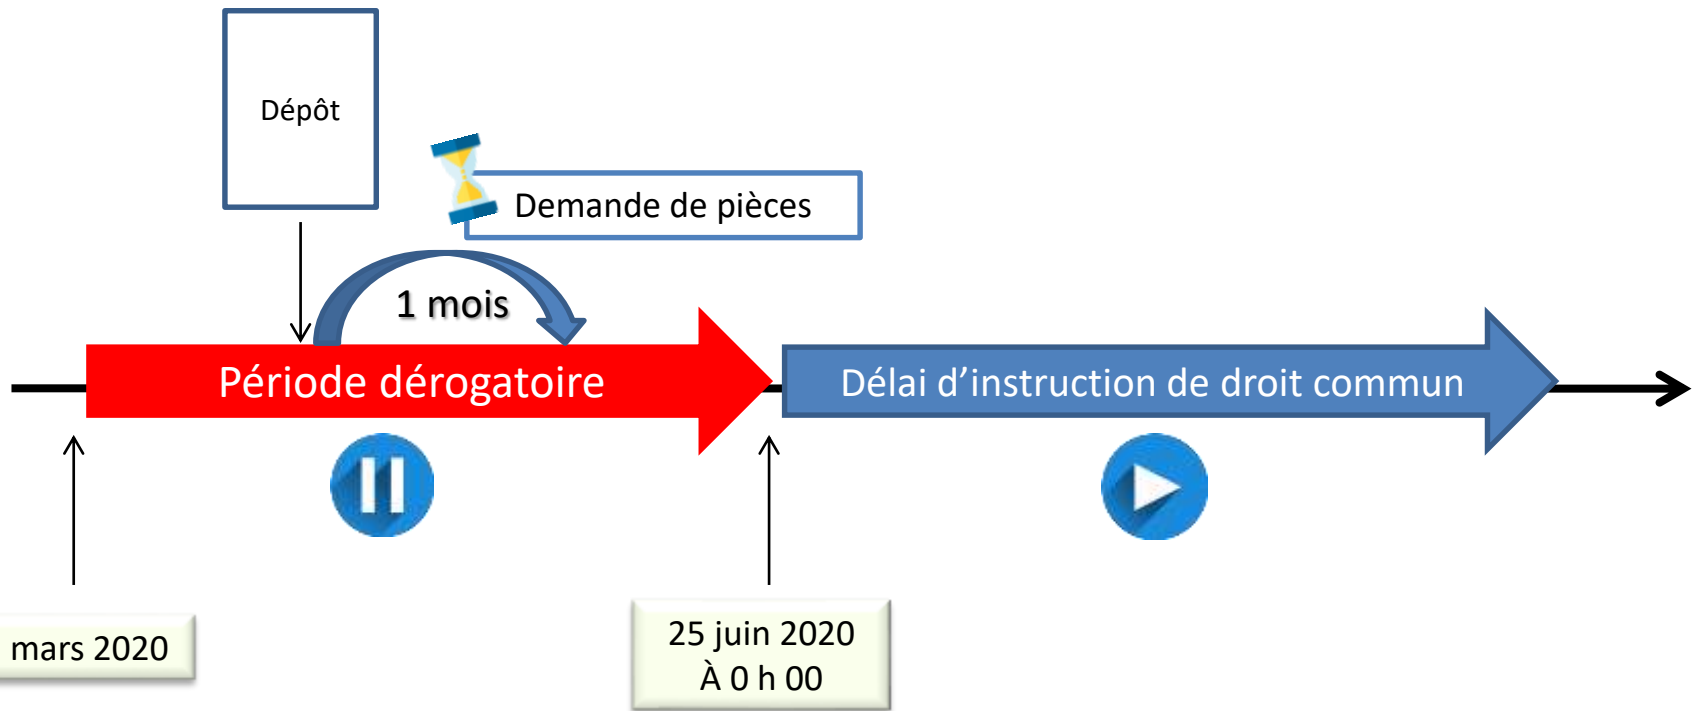 Dépôt
Demande de pièces
1 mois
Période dérogatoire
Délai d’instruction de droit commun
mars 2020
25 juin 2020
À 0 h 00